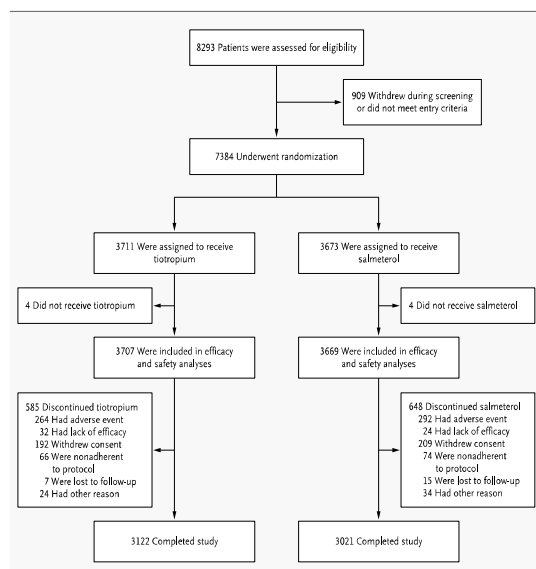 8293 Patients were assessed for eligibility
909 Withdrew during screening
or did not meet entry criteria
7384 Underwent randomization
3711 Were assigned to receive
tiotropium
3673 Were assigned to receive
salmeterol
4 Did not receive tiotropium
4 Did not receive salmeterol
3707 Were included in efficacy
and safety analyses
3669 Were included in efficacy
and safety analyses
585 Discontinued tiotropium
264 Had adverse event
32 Had lack of efficacy
192 Withdrew consent
66 Were nonadherent
to protocol
7 Were lost to follow-up
24 Had other reason
648 Discontinued salmeterol
292 Had adverse event
24 Had lack of efficacy
209 Withdrew consent
74 Were nonadherent
to protocol
15 Were lost to follow-up
34 Had other reason
3122 Completed study
3021 Completed study